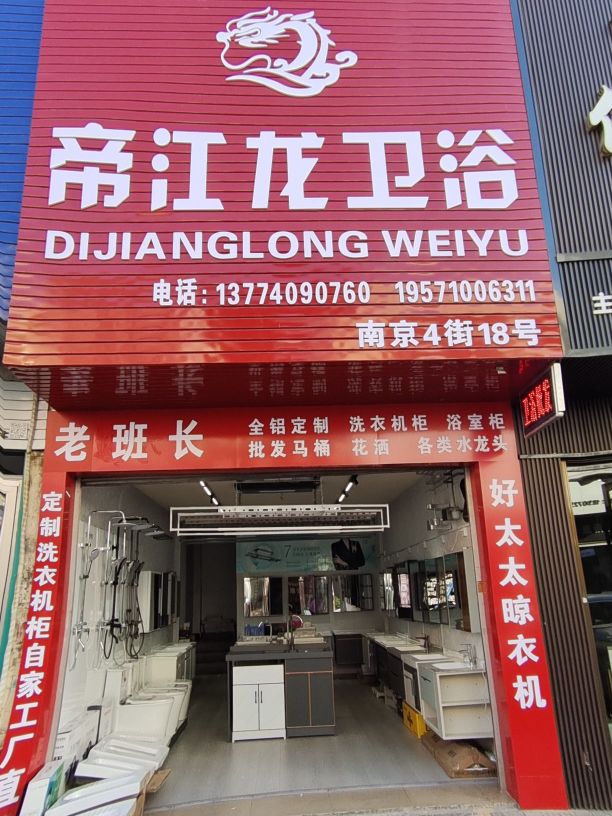 帝江龙卫浴
DIJIANGLONG WEIYU
电话:13774090760 19571006311
南京4街18号
老班长
全铝定制 洗衣机柜 浴室柜
批发马桶 花洒 各类水龙头
定制洗衣机柜自家工厂直
好太太晾衣机
7